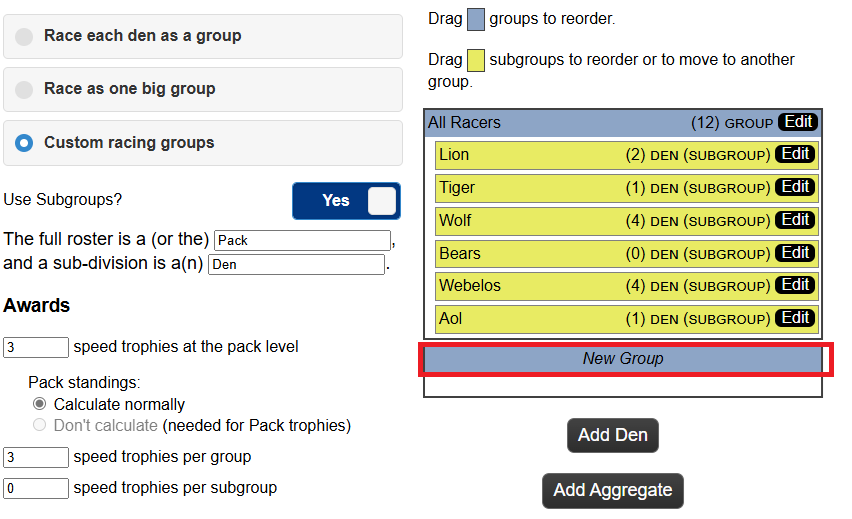 Race each den as a group
Race as one big group
Custom racing groups
Use Subgroups? Yes
The full roster is a (or the) Pack,
and a sub-division is a(n) Den.
Awards
3 speed trophies at the pack level
Pack standings:
Calculate normally
Don't calculate (needed for Pack trophies)
3 speed trophies per group
0 speed trophies per subgroup
Drag groups to reorder.
Drag subgroups to reorder or to move to another
group.
All Racers (12) GROUP Edit
Lion (2) DEN (SUBGROUP) Edit
Tiger (1) DEN (SUBGROUP) Edit
Wolf (4) DEN (SUBGROUP) Edit
Bears (0) DEN (SUBGROUP) Edit
Webelos (4) DEN (SUBGROUP) Edit
Aol (1) DEN (SUBGROUP) Edit
New Group
Add Den
Add Aggregate